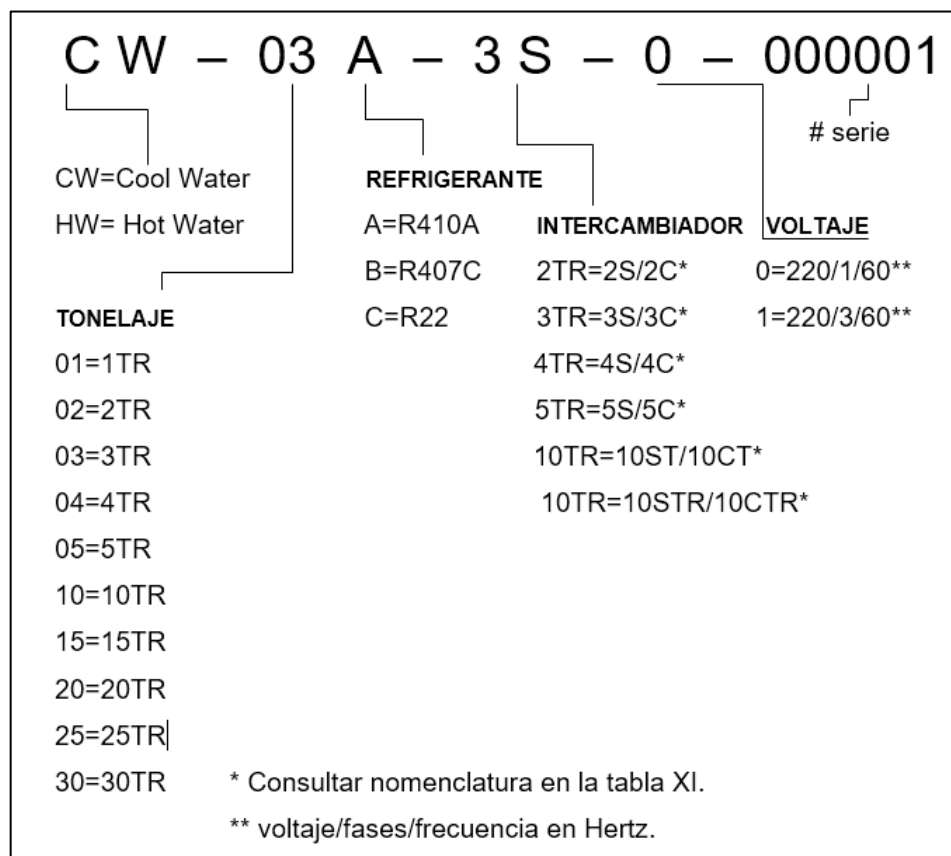 CW – 03 A – 3 S – 0 – 000001
# serie
CW=Cool Water
HW= Hot Water
REFRIGERANTE
A=R410A
B=R407C
C=R22
INTERCAMBIADOR
2TR=2S/2C*
3TR=3S/3C*
4TR=4S/4C*
5TR=5S/5C*
10TR=10ST/10CT*
10TR=10STR/10CTR*
VOLTAJE
0=220/1/60**
1=220/3/60**
TONELAJE
01=1TR
02=2TR
03=3TR
04=4TR
05=5TR
10=10TR
15=15TR
20=20TR
25=25TR
30=30TR
* Consultar nomenclatura en la tabla XI.
** voltaje/fases/frecuencia en Hertz.